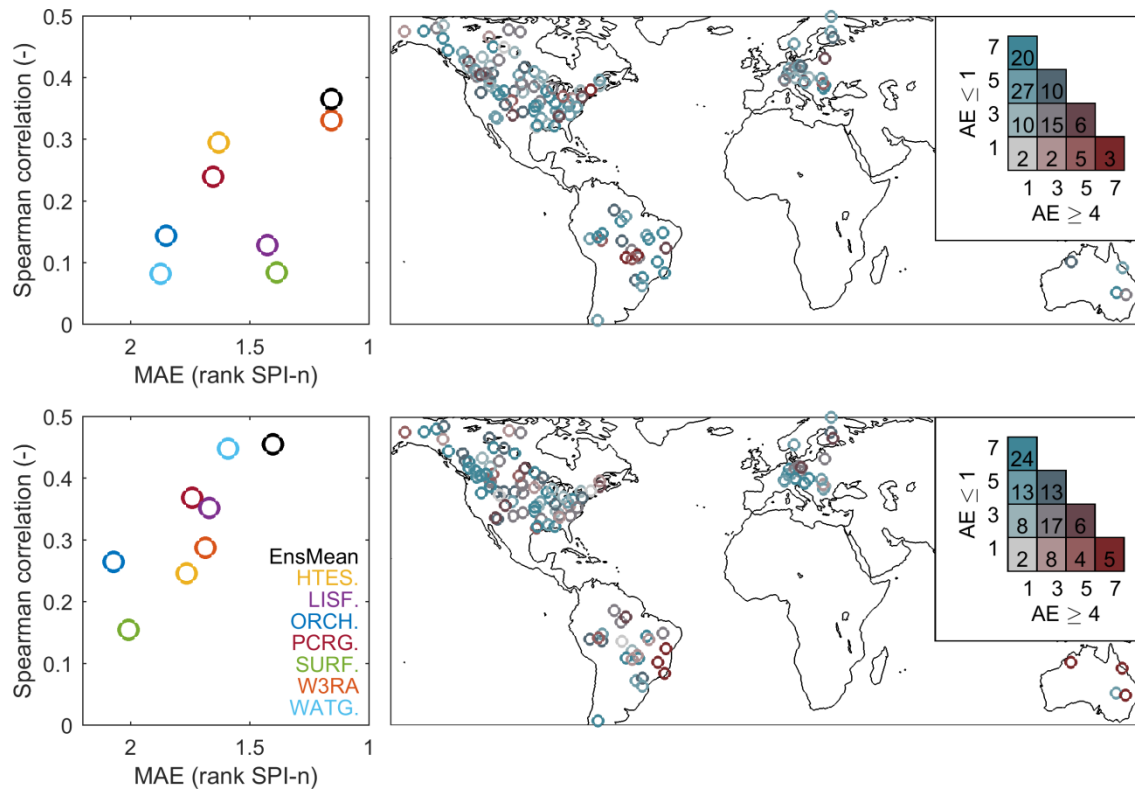 0.5
0.4
0.3
0.2
0.1
0
Spearman correlation (-)
2 1.5 1
MAE (rank SPI-n)
7
5
3
1
AE ≤ 1
20
27 10
10 15 6
2 2 5 3
1 3 5 7
AE ≥ 4
0.5
0.4
0.3
0.2
0.1
0
Spearman correlation (-)
EnsMean
HTES.
LISF.
ORCH.
PCRG.
SURF.
W3RA
WATG.
2 1.5 1
MAE (rank SPI-n)
7
5
3
1
AE ≤ 1
24
13 13
8 17 6
2 8 4 5
1 3 5 7
AE ≥ 4